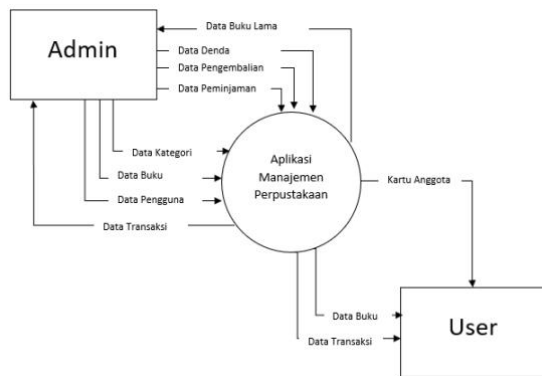 Data Buku Lama
Admin
Data Denda
Data Pengembalian
Data Peminjaman
Data Kategori
Data Buku
Data Pengguna
Data Transaksi
Aplikasi
Manajemen
Perpustakaan
Kartu Anggota
Data Buku
Data Transaksi
User